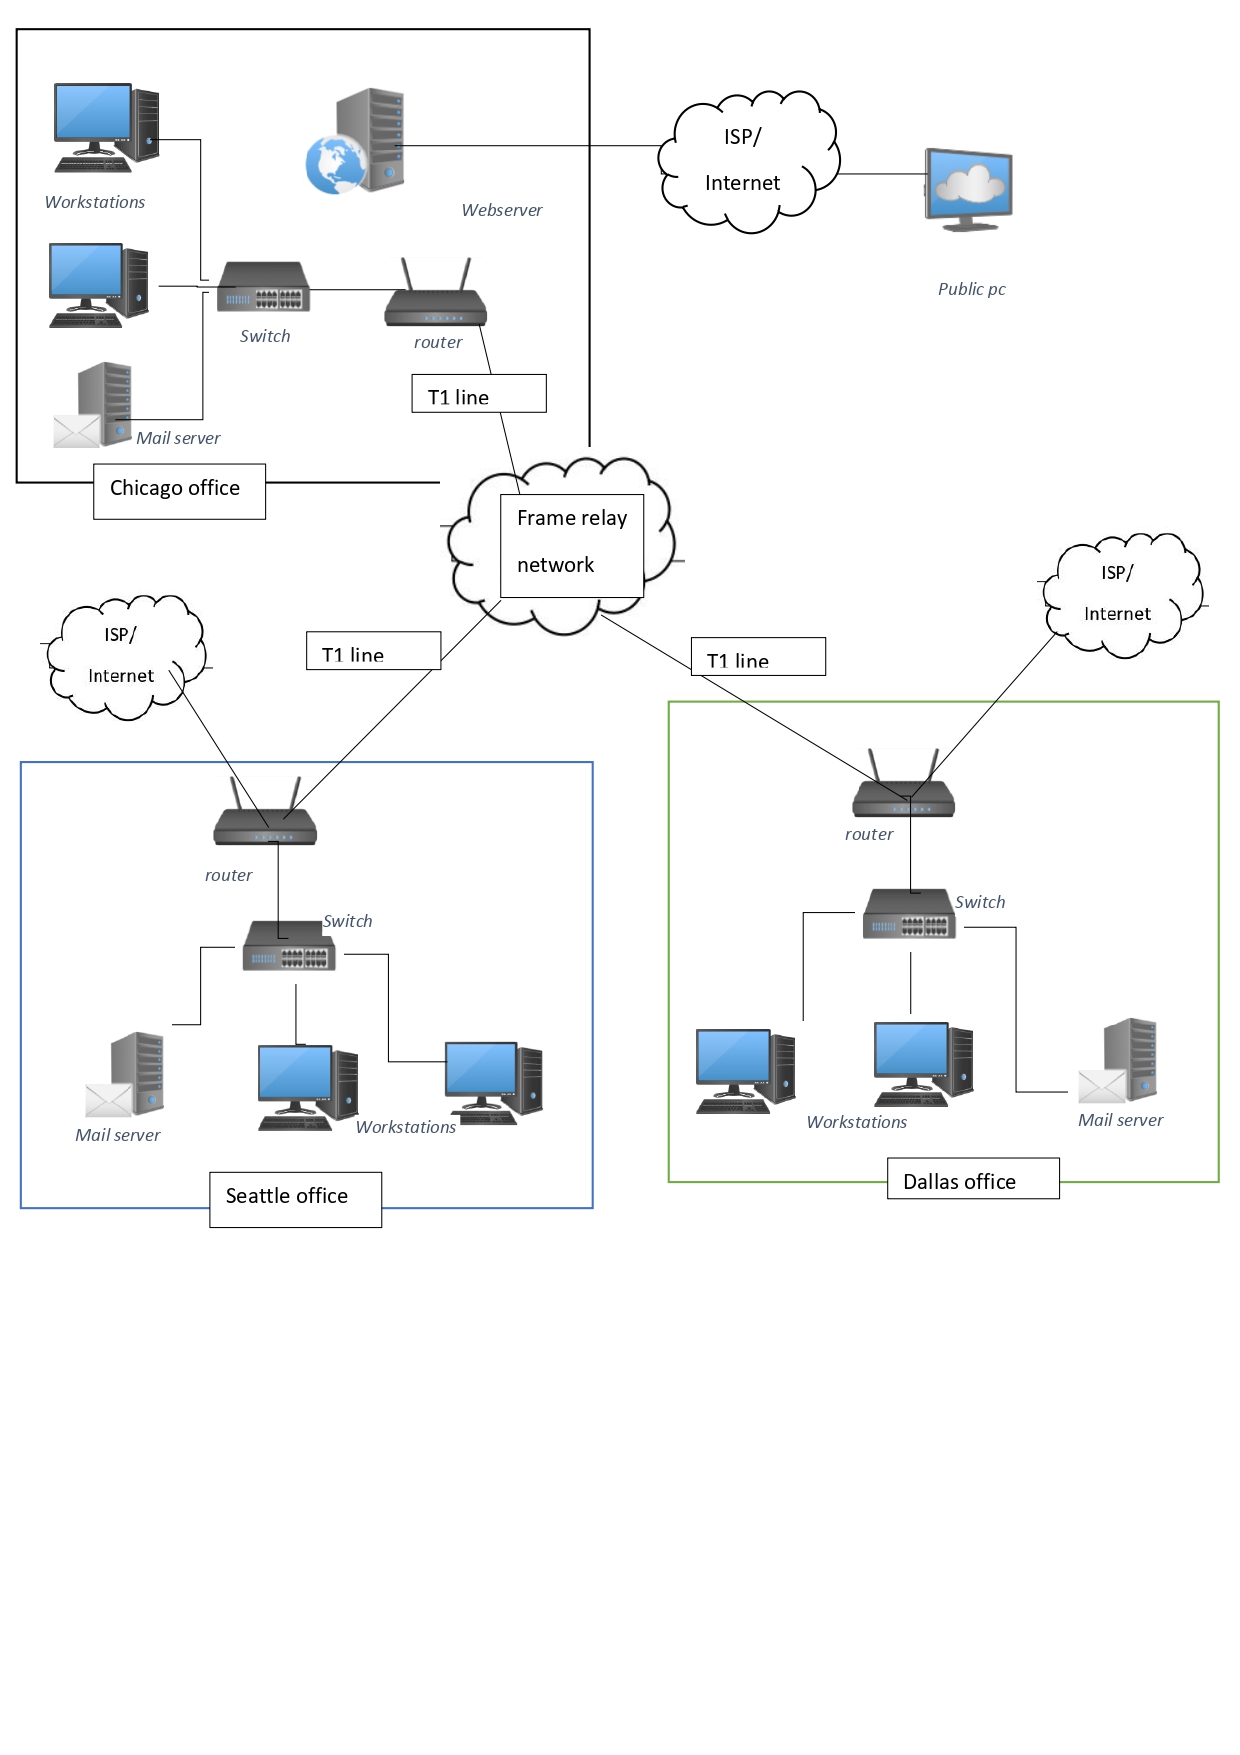 ISP/
Internet
Workstations
Webserver
Public pc
Switch
router
T1 line
Mail server
Chicago office
Frame relay
network
ISP/
Internet
ISP/
Internet
T1 line
T1 line
router
router
Switch
Switch
Mail server
Workstations
Workstations
Mail server
Seattle office
Dallas office